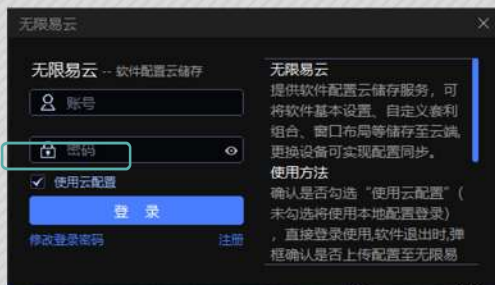 无限易云
无限易云 -- 软件配置云储存
账号
密码
使用云配置
登 录
修改登录密码 注册
无限易云
提供软件配置云储存服务，可
将软件基本设置、自定义套利
组合、窗口布局等储存至云端,
更换设备可实现配置同步。
使用方法
确认是否勾选“使用云配置”（
未勾选将使用本地配置登录）
，直接登录使用,软件退出时,弹
框确认是否上传配置至无限易